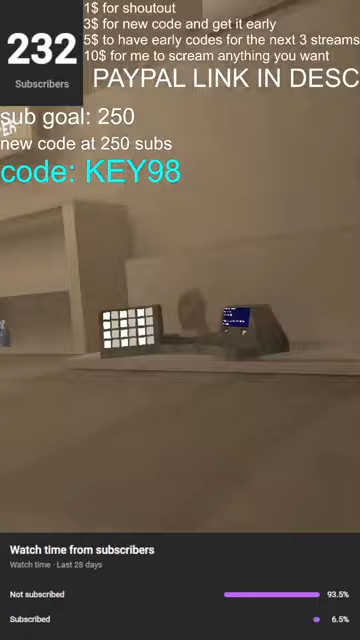 1$ for shoutout
3$ for new code and get it early
5$ to have early codes for the next 3 streams
10$ for me to scream anything you want
232
Subscribers
PAYPAL LINK IN DESC
sub goal: 250
new code at 250 subs
code: KEY98
Watch time from subscribers
Watch time · Last 28 days
Not subscribed 93.5%
Subscribed 6.5%